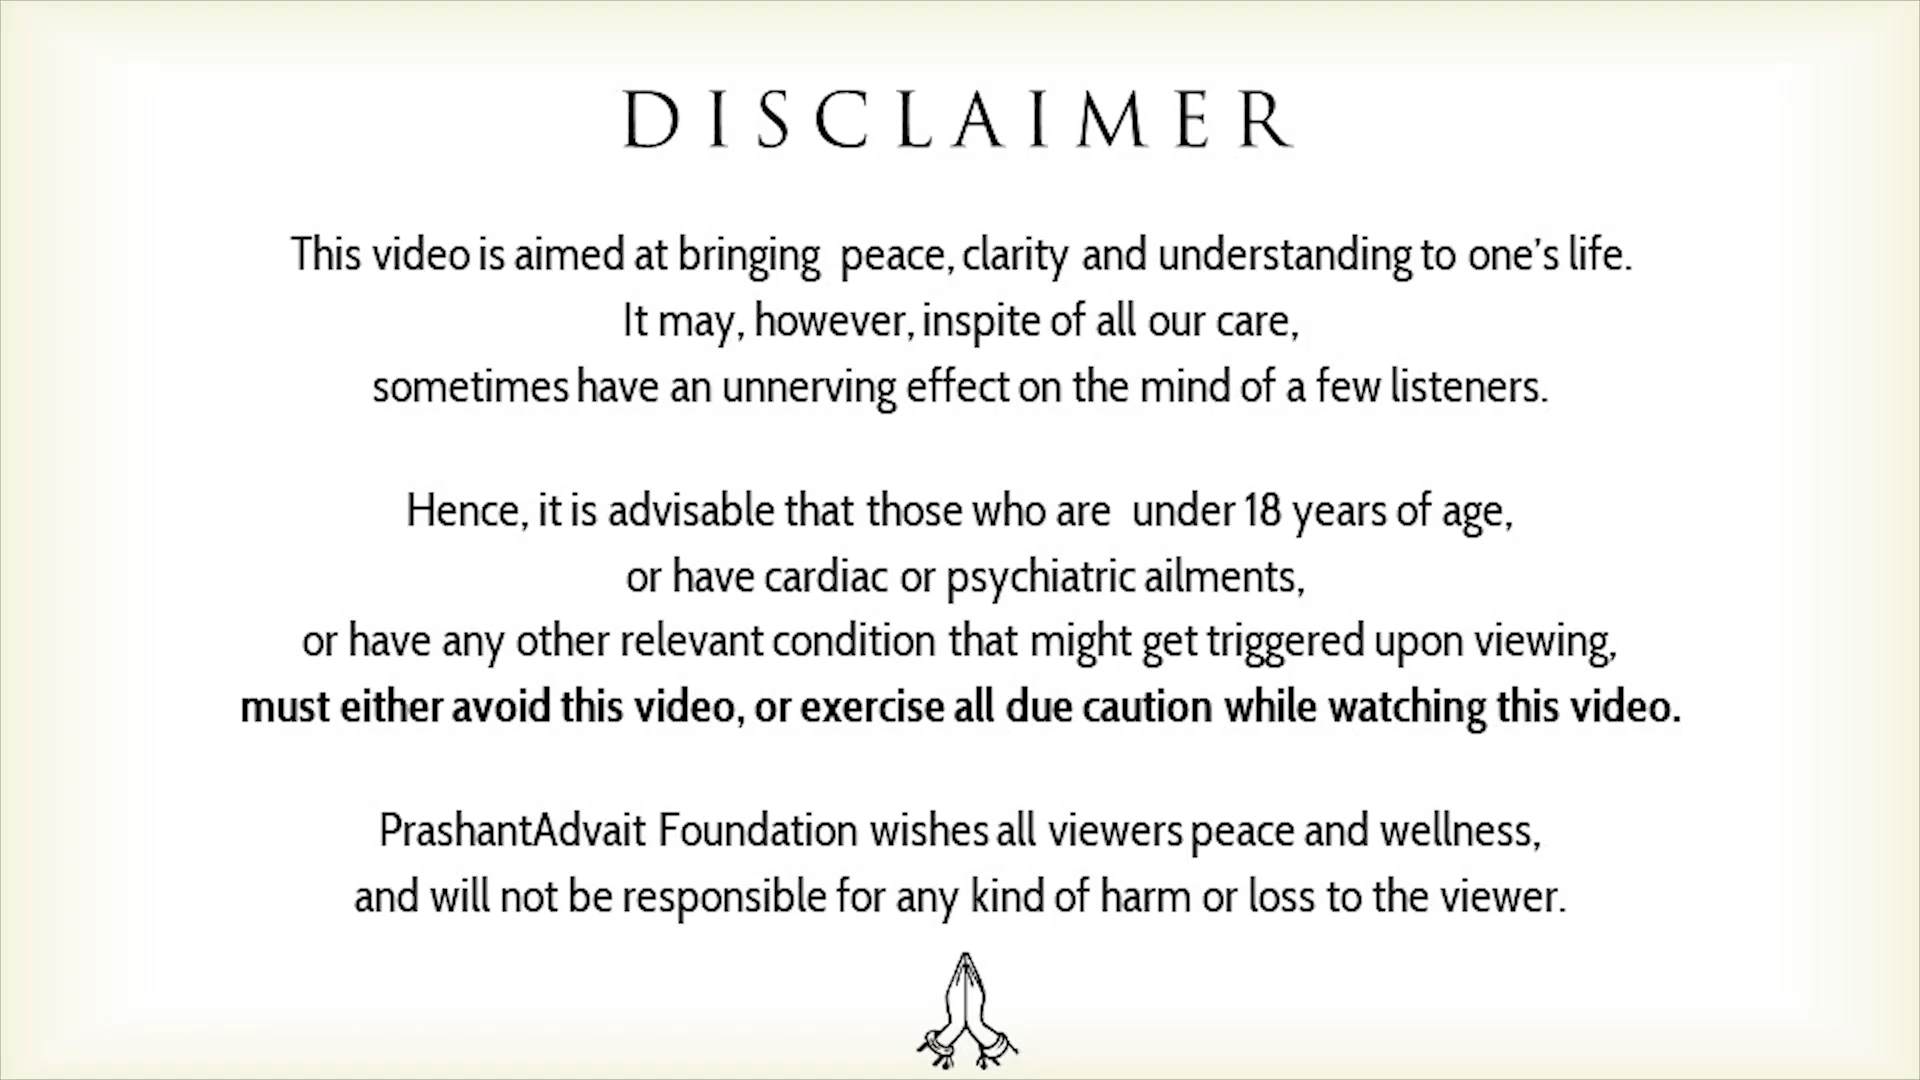 DISCLAIMER
This video is aimed at bringing peace, clarity and understanding to one's life.
It may, however, inspite of all our care,
sometimes have an unnerving effect on the mind of a few listeners.
Hence, it is advisable that those who are under 18 years of age,
or have cardiac or psychiatric ailments,
or have any other relevant condition that might get triggered upon viewing,
must either avoid this video, or exercise all due caution while watching this video.
PrashantAdvait Foundation wishes all viewers peace and wellness,
and will not be responsible for any kind of harm or loss to the viewer.